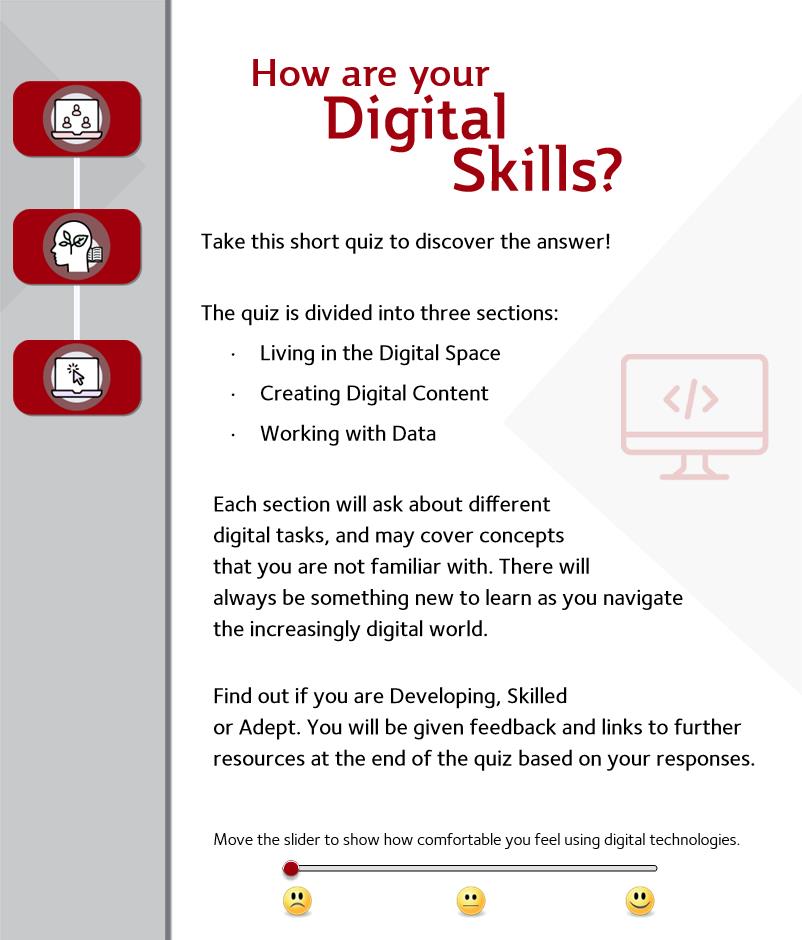 How are your
Digital
Skills?
Take this short quiz to discover the answer!
The quiz is divided into three sections:
· Living in the Digital Space
· Creating Digital Content
· Working with Data
Each section will ask about different
digital tasks, and may cover concepts
that you are not familiar with. There will
always be something new to learn as you navigate
the increasingly digital world.
Find out if you are Developing, Skilled
or Adept. You will be given feedback and links to further
resources at the end of the quiz based on your responses.
Move the slider to show how comfortable you feel using digital technologies.